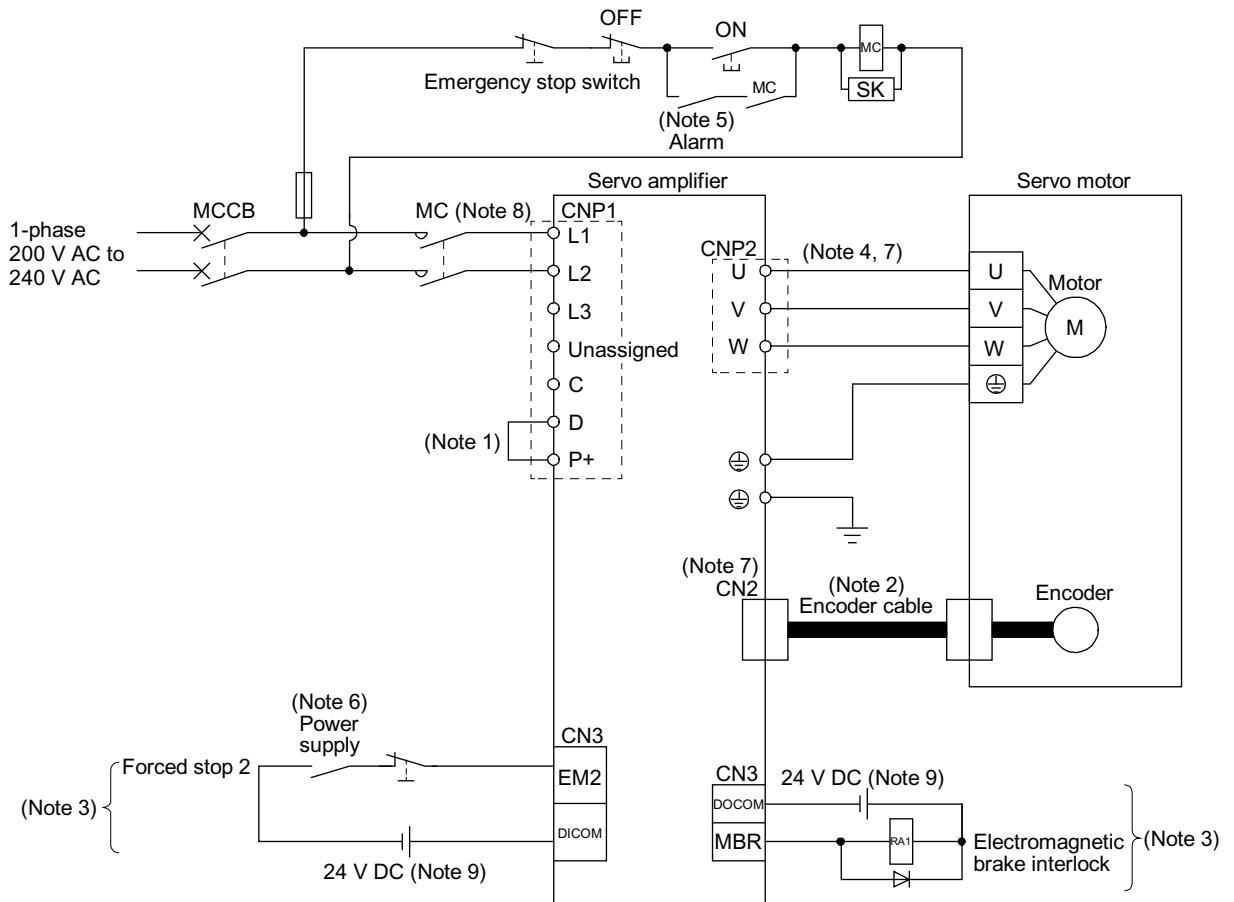 OFF
ON
MC
SK
Emergency stop switch
MC
(Note 5)
Alarm
Servo amplifier
Servo motor
1-phase
200 V AC to
240 V AC
MCCB
MC (Note 8)
CNP1
L1
L2
L3
Unassigned
C
D
P+
(Note 1)
CNP2
U
V
W
(Note 4, 7)
U
V
W
Motor
M
(Note 7)
CN2
(Note 2)
Encoder cable
Encoder
(Note 3)
Forced stop 2
(Note 6)
Power
supply
24 V DC (Note 9)
CN3
EM2
DICOM
CN3
DOCOM
MBR
24 V DC (Note 9)
RA1
Electromagnetic
brake interlock
(Note 3)